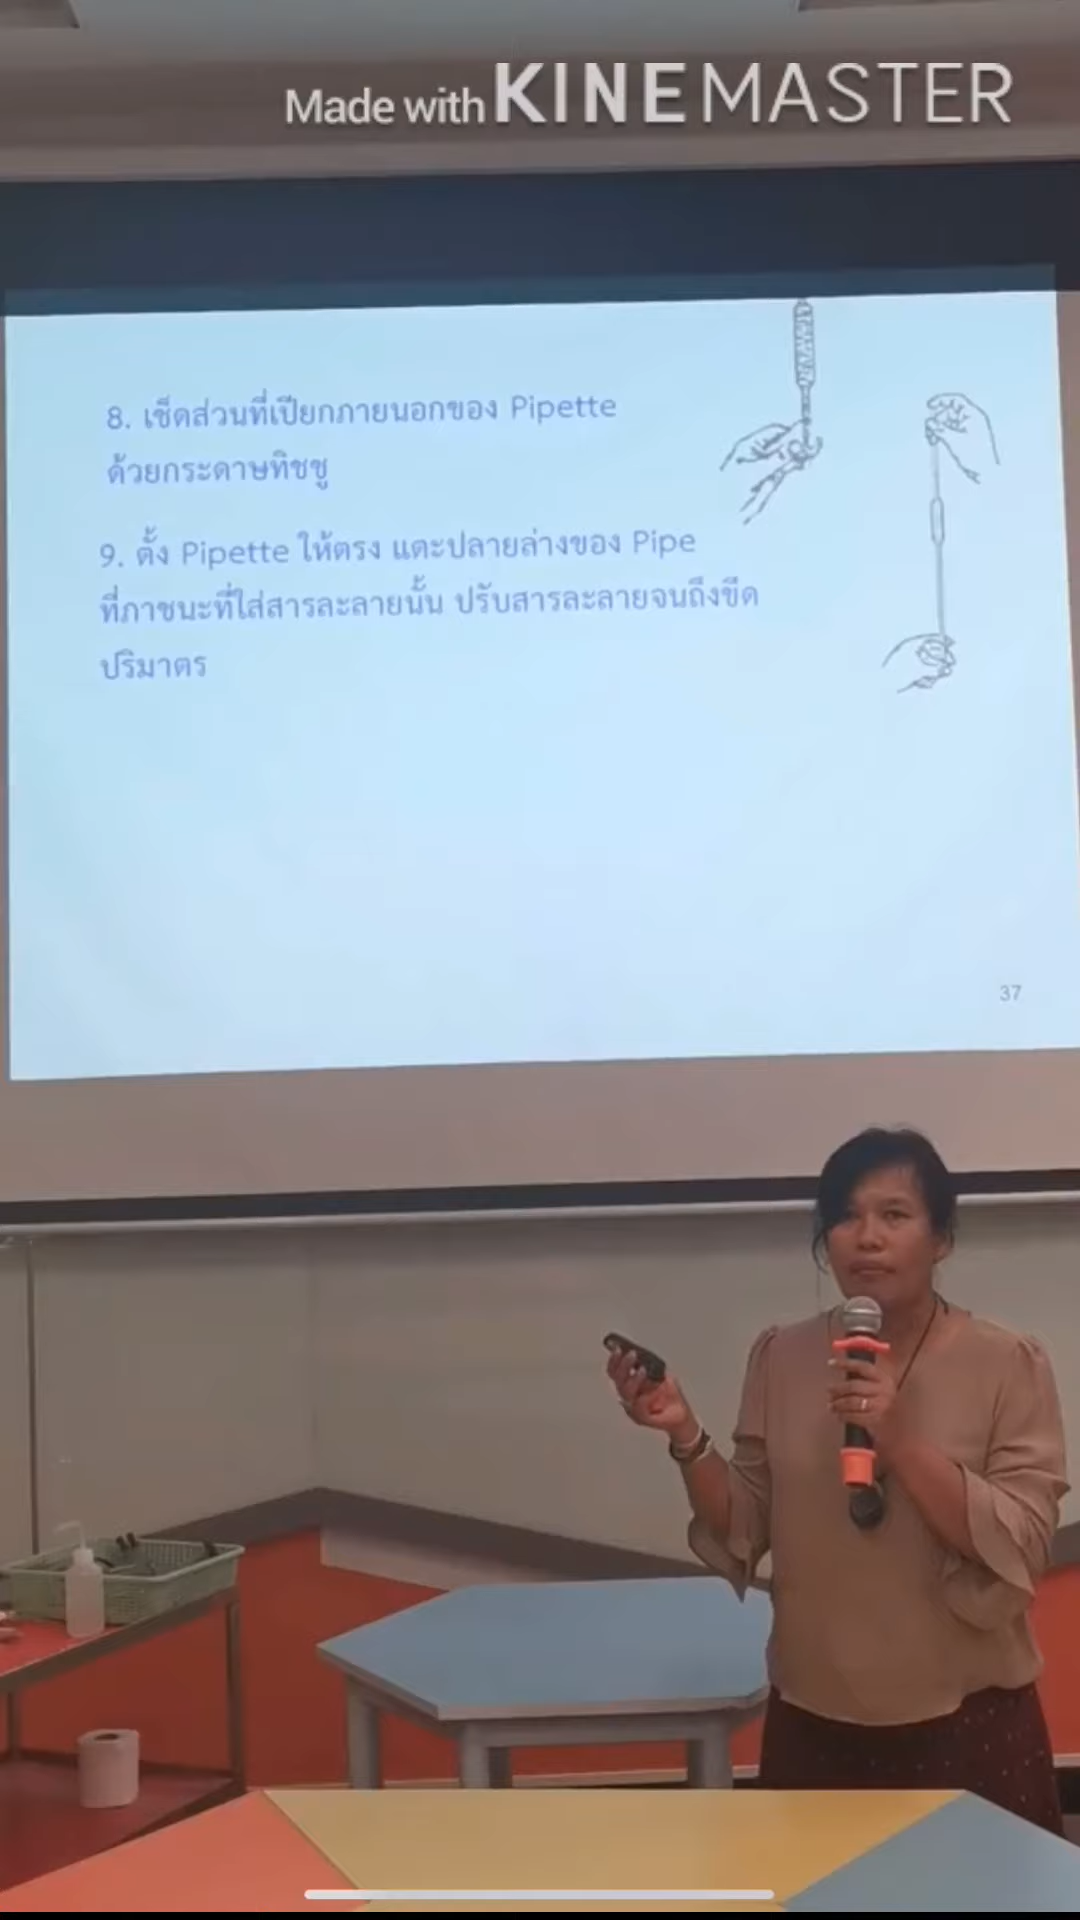 Made with KINEMASTER
8. เช็ดส่วนที่เปียกภายนอกของ Pipette
ด้วยกระดาษทิชชู
9. ตั้ง Pipette ให้ตรง แตะปลายล่างของ Pipe
ที่ภาชนะที่ใส่สารละลายนั้น ปรับสารละลายจนถึงขีด
ปริมาตร
37